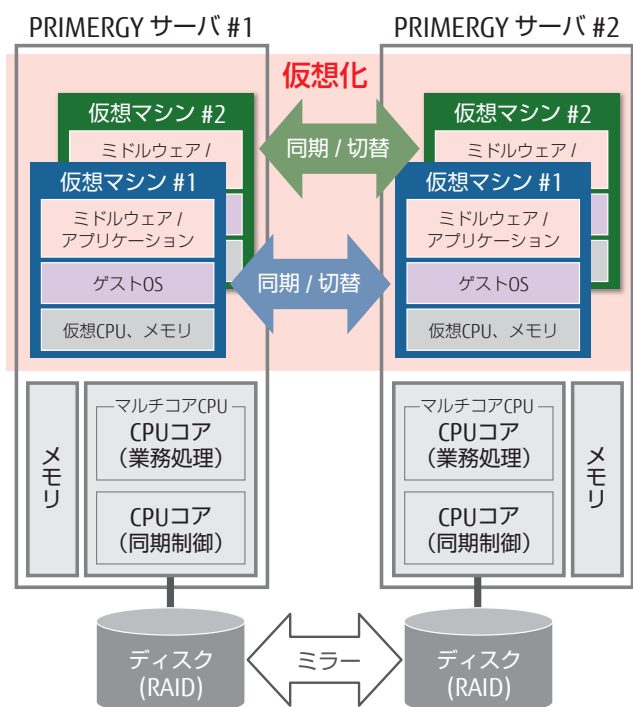 PRIMERGY サーバ #1
PRIMERGY サーバ #2
仮想化
仮想マシン #2
ミドルウェア /
仮想マシン #1
ミドルウェア /
アプリケーション
ゲストOS
仮想CPU、メモリ
同期 / 切替
同期 / 切替
仮想マシン #2
ミドルウェア /
仮想マシン #1
ミドルウェア /
アプリケーション
ゲストOS
仮想CPU、メモリ
メモリ
マルチコアCPU
CPUコア
（業務処理）
CPUコア
（同期制御）
マルチコアCPU
CPUコア
（業務処理）
CPUコア
（同期制御）
メモリ
ディスク
(RAID)
ミラー
ディスク
(RAID)